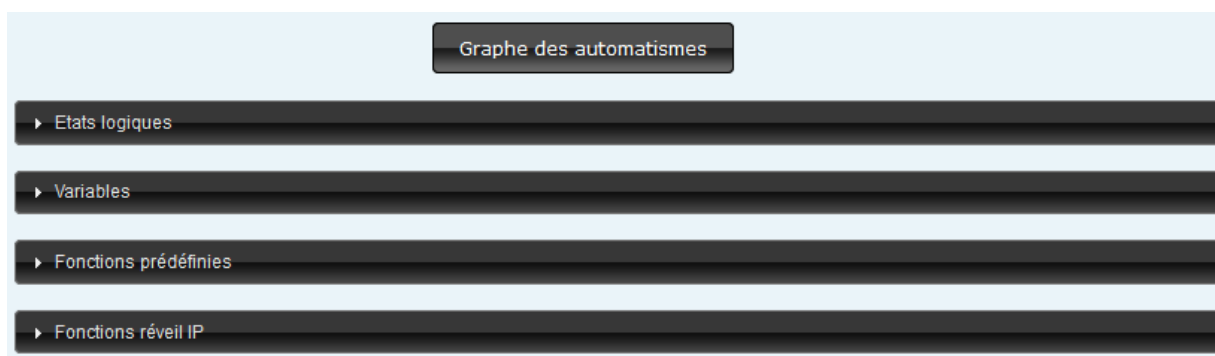 Graphe des automatismes
Etats logiques
Variables
Fonctions prédéfinies
Fonctions réveil IP